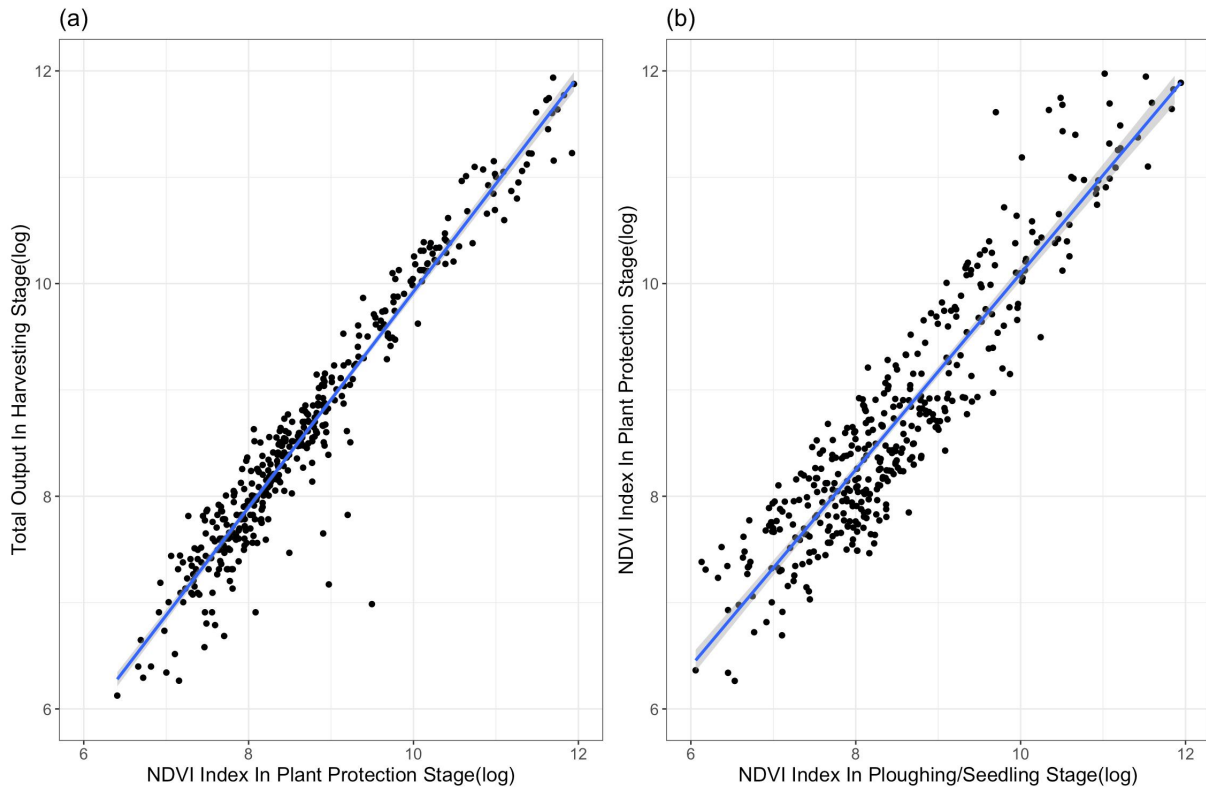 (a)
Total Output In Harvesting Stage(log)
12
10
8
6
6 8 10 12
NDVI Index In Plant Protection Stage(log)
(b)
NDVI Index In Plant Protection Stage(log)
12
10
8
6
6 8 10 12
NDVI Index In Ploughing/Seedling Stage(log)